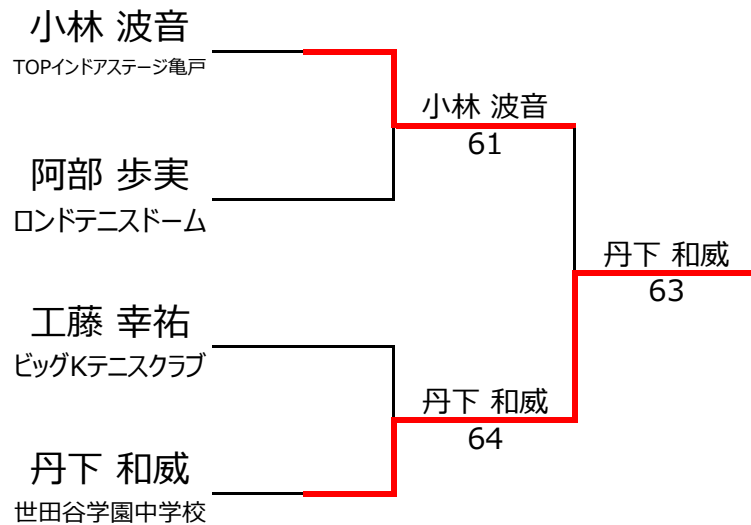 小林 波音
TOPインドアステージ亀戸
小林 波音
61
阿部 歩実
ロンドテニスドーム
丹下 和威
63
工藤 幸祐
ビッグKテニスクラブ
丹下 和威
64
丹下 和威
世田谷学園中学校